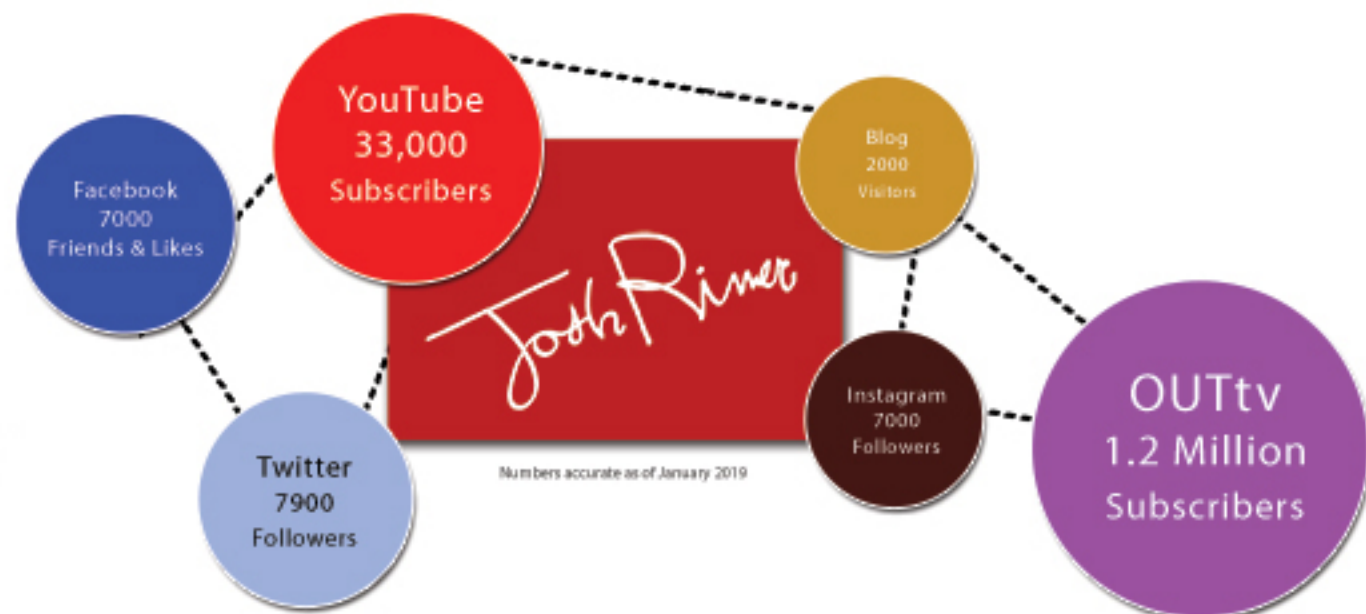 YouTube
33,000
Subscribers
Facebook
7000
Friends & Likes
Blog
2000
Visitors
Josh Rimer
Twitter
7900
Followers
Instagram
7000
Followers
OUTtv
1.2 Million
Subscribers
Numbers accurate as of January 2019